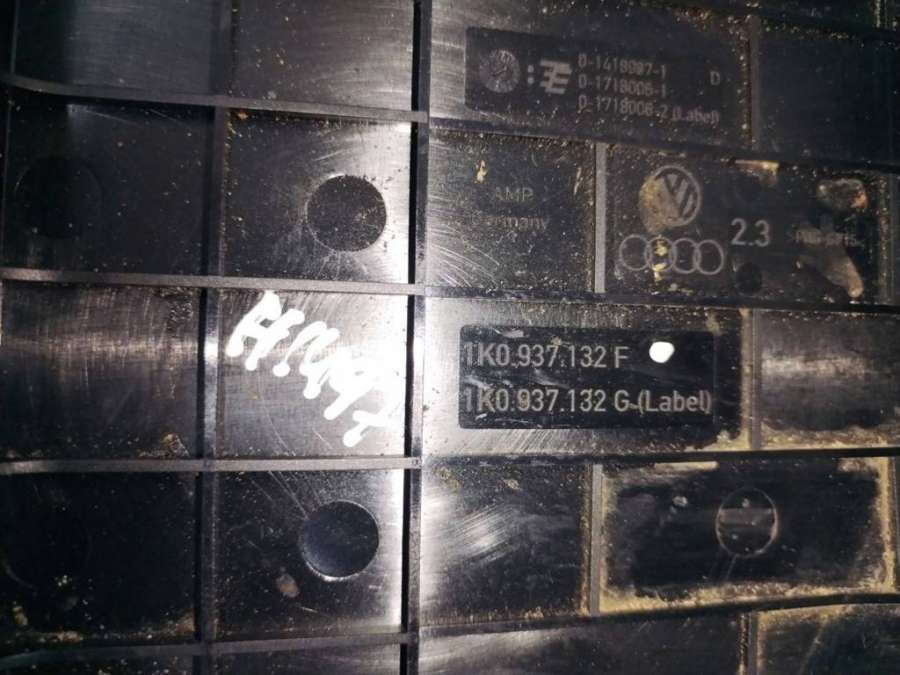 0-1418087-1 D
0-1718006-1
0-1718006-2 (Label)
AMP
Germany
2.3
1K0.937.132 F
1K0.937.132 G (Label)